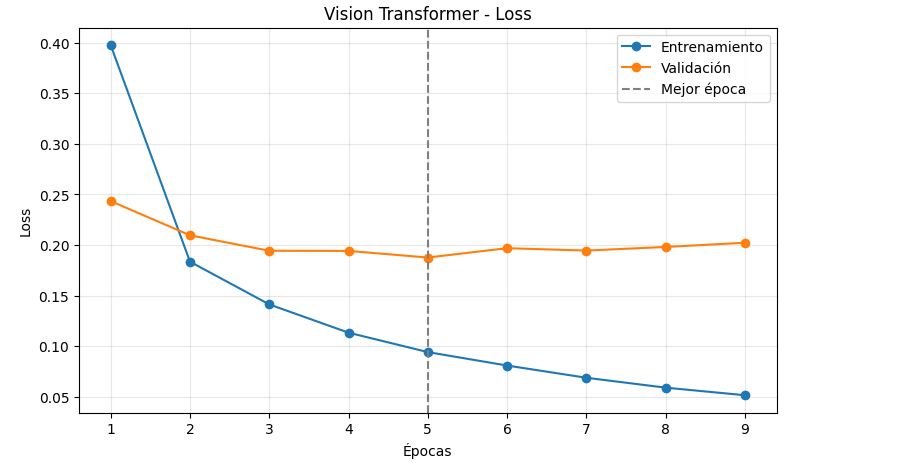 Vision Transformer - Loss
Entrenamiento
Validación
Mejor época
Loss
0.40
0.35
0.30
0.25
0.20
0.15
0.10
0.05
1 2 3 4 5 6 7 8 9
Épocas